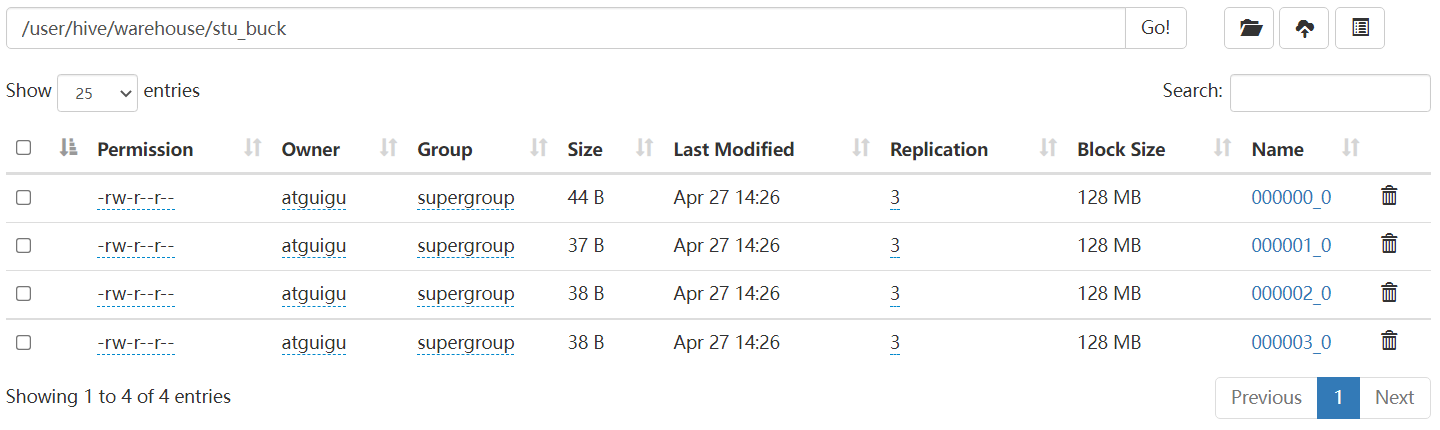 /user/hive/warehouse/stu_buck Go!
Show 25 entries Search:
Permission Owner Group Size Last Modified Replication Block Size Name
-rw-r--r-- atguigu supergroup 44 B Apr 27 14:26 3 128 MB 000000_0
-rw-r--r-- atguigu supergroup 37 B Apr 27 14:26 3 128 MB 000001_0
-rw-r--r-- atguigu supergroup 38 B Apr 27 14:26 3 128 MB 000002_0
-rw-r--r-- atguigu supergroup 38 B Apr 27 14:26 3 128 MB 000003_0
Showing 1 to 4 of 4 entries Previous 1 Next